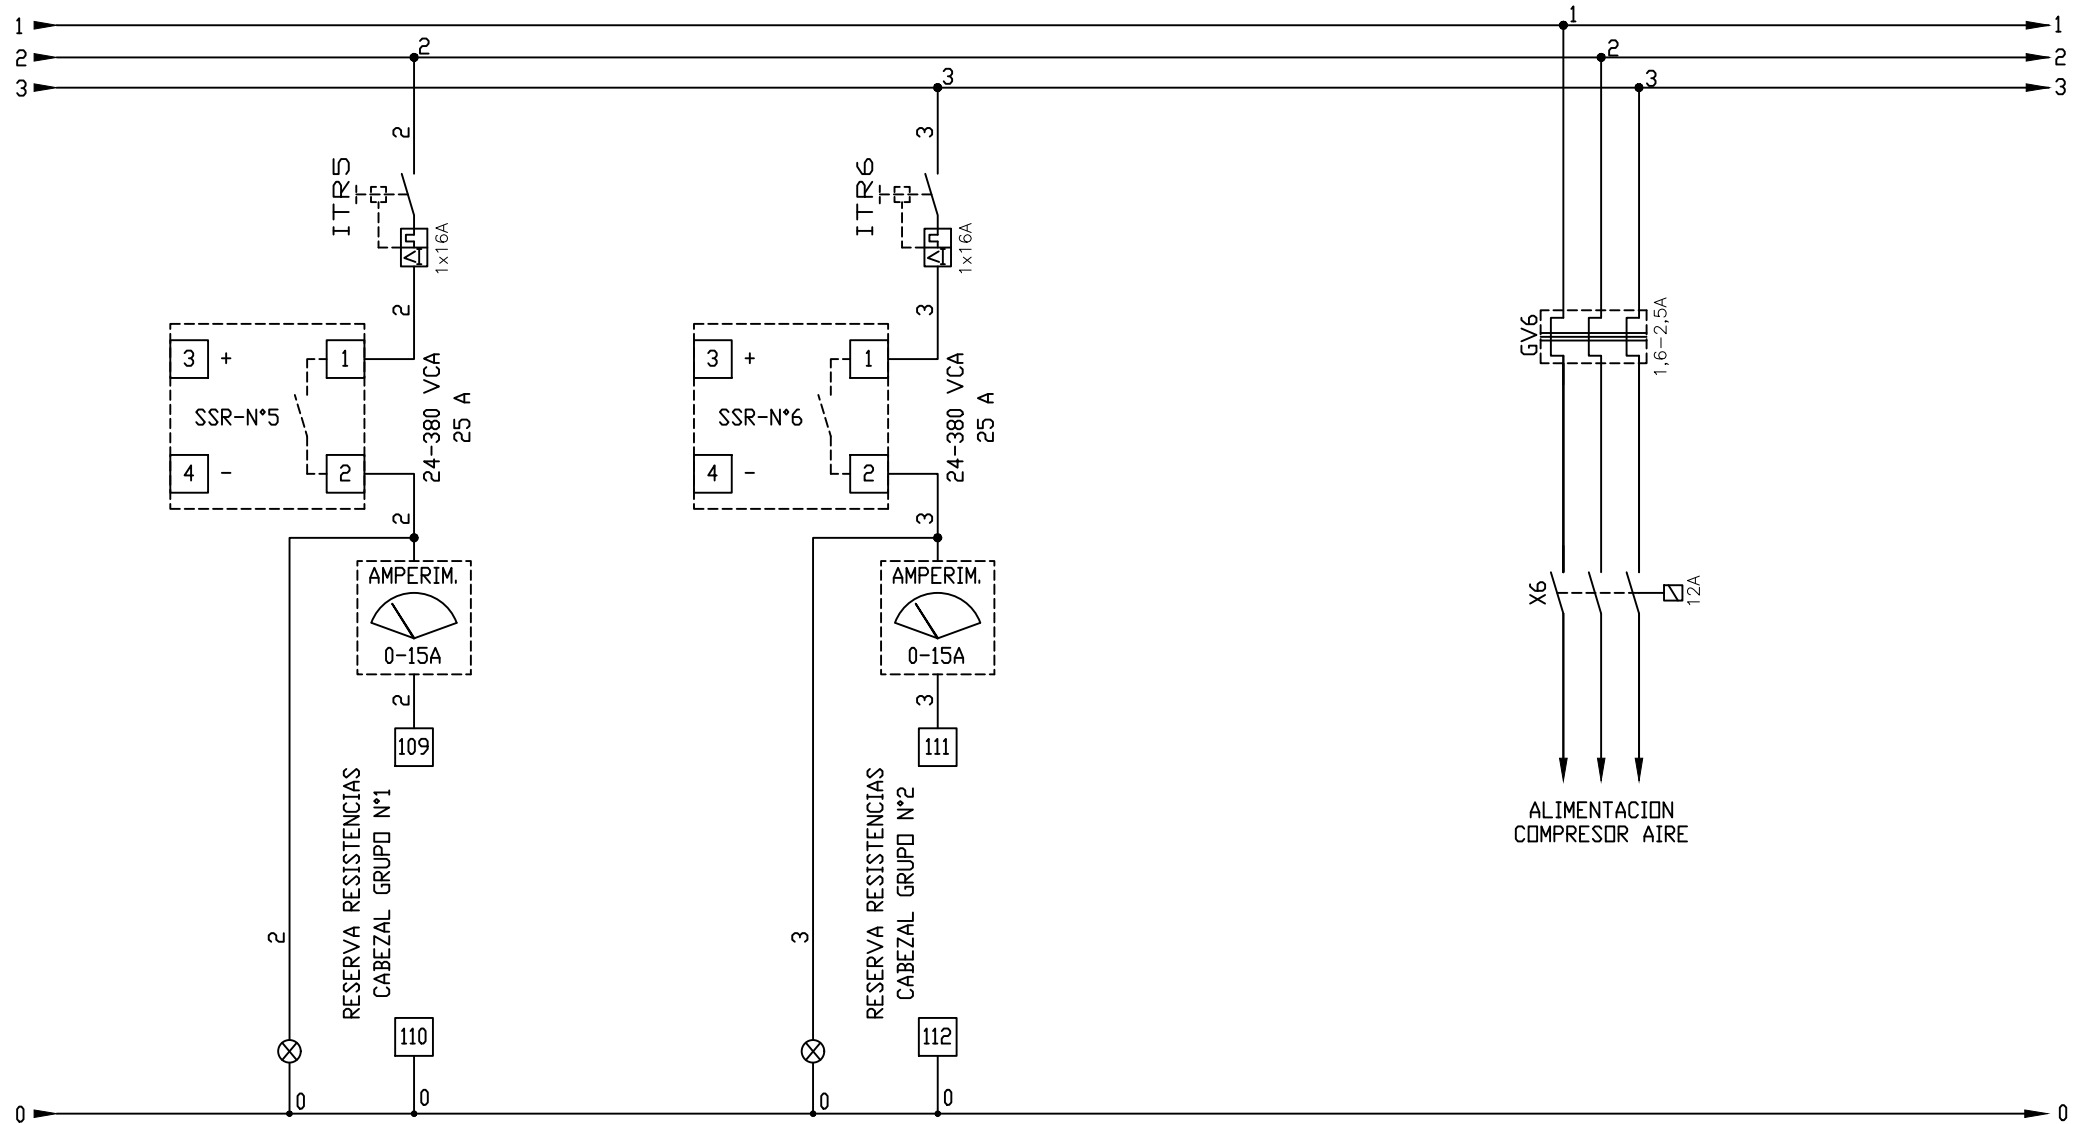 1
1
1
2
2
2
2
3
3
3
3
2
3
ITR5
1x16A
ITR6
1x16A
2
3
GV6
1,6-2,5A
3 +
1
SSR-N°5
4 -
2
24-380 VCA
25 A
3 +
1
SSR-N°6
4 -
2
24-380 VCA
25 A
2
3
AMPERIM.
0-15A
AMPERIM.
0-15A
X6
12A
2
3
109
111
RESERVA RESISTENCIAS
CABEZAL GRUPO N°1
RESERVA RESISTENCIAS
CABEZAL GRUPO N°2
ALIMENTACION
COMPRESOR AIRE
2
3
110
112
0
0
0
0
0
0